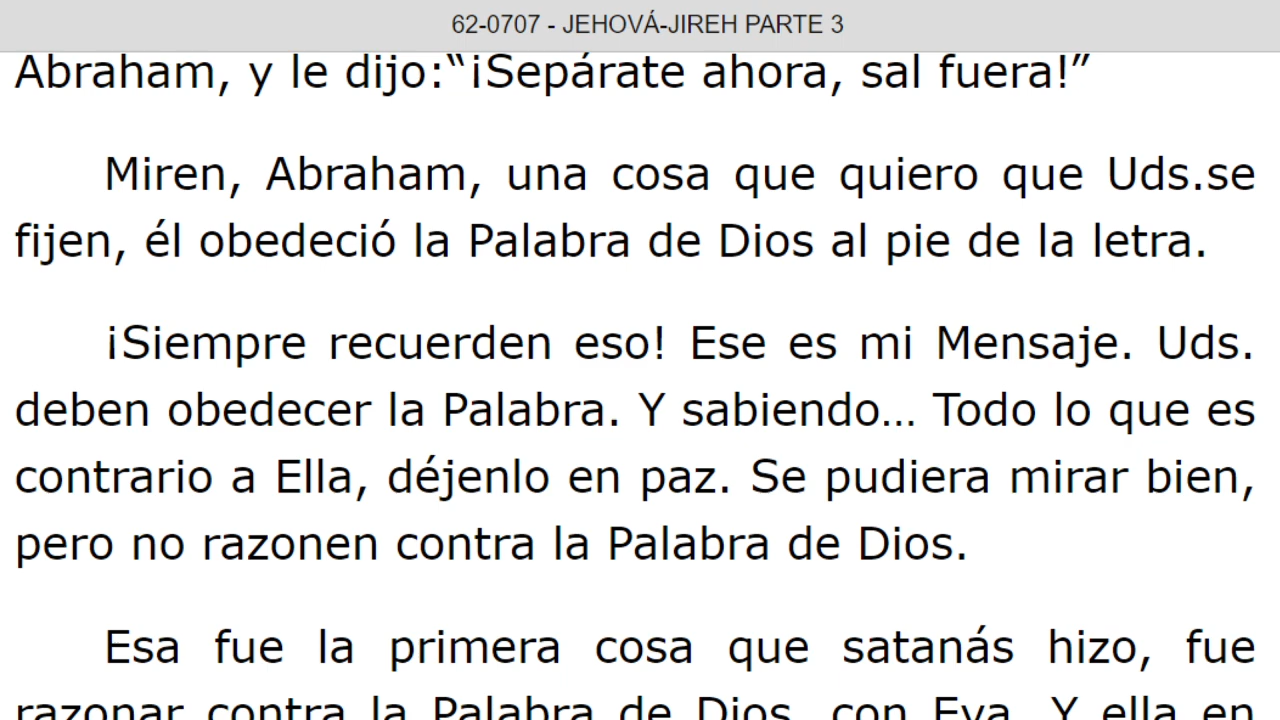 62-0707 - JEHOVÁ-JIREH PARTE 3
Abraham, y le dijo:“¡Sepárate ahora, sal fuera!”
Miren, Abraham, una cosa que quiero que Uds.se
fijen, él obedeció la Palabra de Dios al pie de la letra.
¡Siempre recuerden eso! Ese es mi Mensaje. Uds.
deben obedecer la Palabra. Y sabiendo... Todo lo que es
contrario a Ella, déjenlo en paz. Se pudiera mirar bien,
pero no razonen contra la Palabra de Dios.
Esa fue la primera cosa que satanás hizo, fue
razonar contra la Palabra de Dios, con Eva. Y ella en